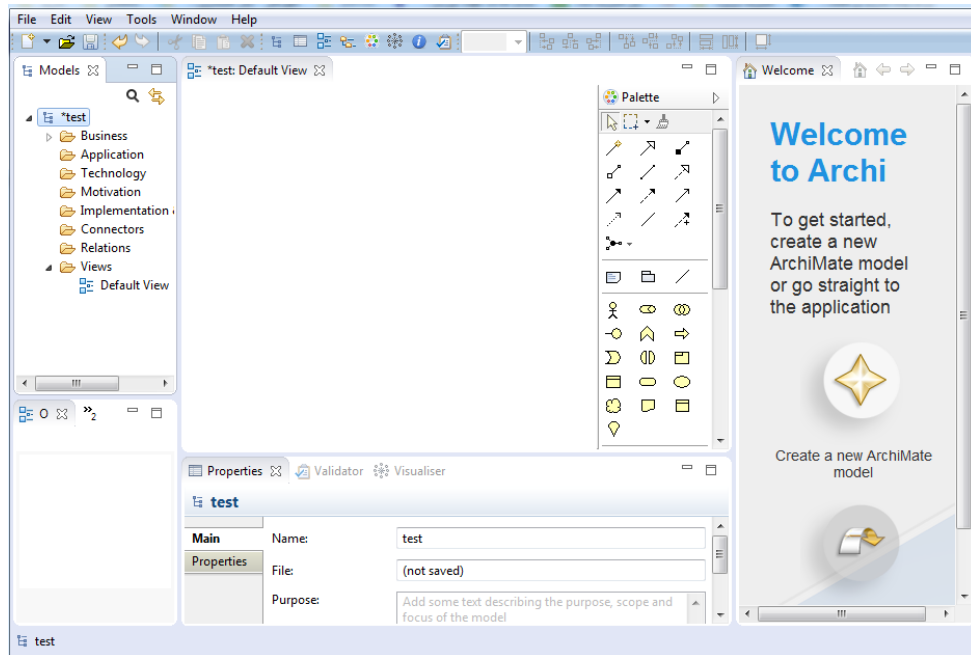 File Edit View Tools Window Help
Models
*test: Default View
Welcome
Palette
*test
Business
Application
Technology
Motivation
Implementation
Connectors
Relations
Views
Default View
Welcome
to Archi
To get started,
create a new
ArchiMate model
or go straight to
the application
Create a new ArchiMate
model
O
»2
Properties Validator Visualiser
test
Main
Properties
Name: test
File: (not saved)
Purpose: Add some text describing the purpose, scope and
focus of the model
test